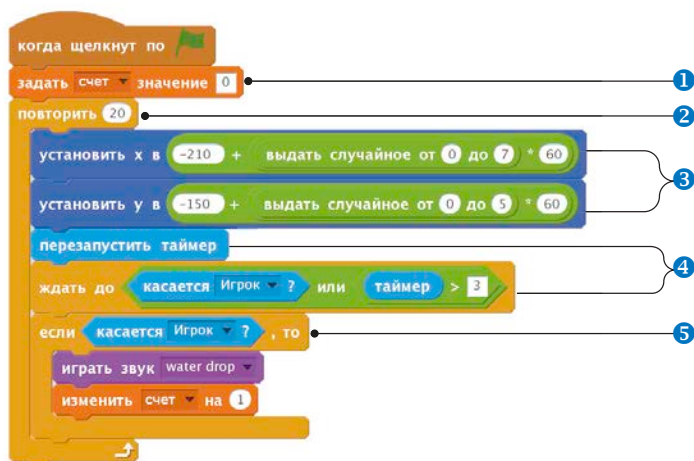 когда щелкнут по
задать счет значение 0 1
повторить 20 2
установить х в -210 + выдать случайное от 0 до 7 * 60
3
установить у в -150 + выдать случайное от 0 до 5 * 60
перезапустить таймер
4
ждать до касается Игрок ? или таймер > 3
если касается Игрок ? , то 5
играть звук water drop
изменить счет на 1